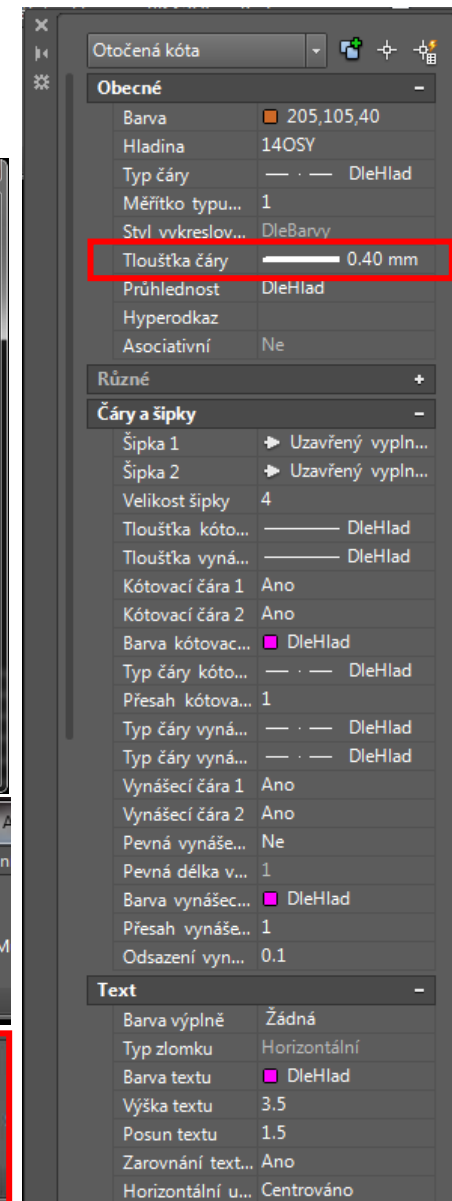 Otočená kóta
Obecné
Barva 205,105,40
Hladina 14OSY
Typ čáry DleHlad
Měřítko typu... 1
Styl vykreslov... DleBarvy
Tloušťka čáry 0.40 mm
Průhlednost DleHlad
Hyperodkaz
Asociativní Ne
Různé
Čáry a šipky
Šipka 1 Uzavřený vypln...
Šipka 2 Uzavřený vypln...
Velikost šipky 4
Tloušťka kóto... DleHlad
Tloušťka vyná... DleHlad
Kótovací čára 1 Ano
Kótovací čára 2 Ano
Barva kótovac... DleHlad
Typ čáry kóto... DleHlad
Přesah kótova... 1
Typ čáry vyná... DleHlad
Typ čáry vyná... DleHlad
Vynášecí čára 1 Ano
Vynášecí čára 2 Ano
Pevná vynáše... Ne
Pevná délka v... 1
Barva vynášec... DleHlad
Přesah vynáše... 1
Odsazení vyn... 0.1
Text
Barva výplně Žádná
Typ zlomku Horizontální
Barva textu DleHlad
Výška textu 3.5
Posun textu 1.5
Zarovnání text... Ano
Horizontální u... Centrováno